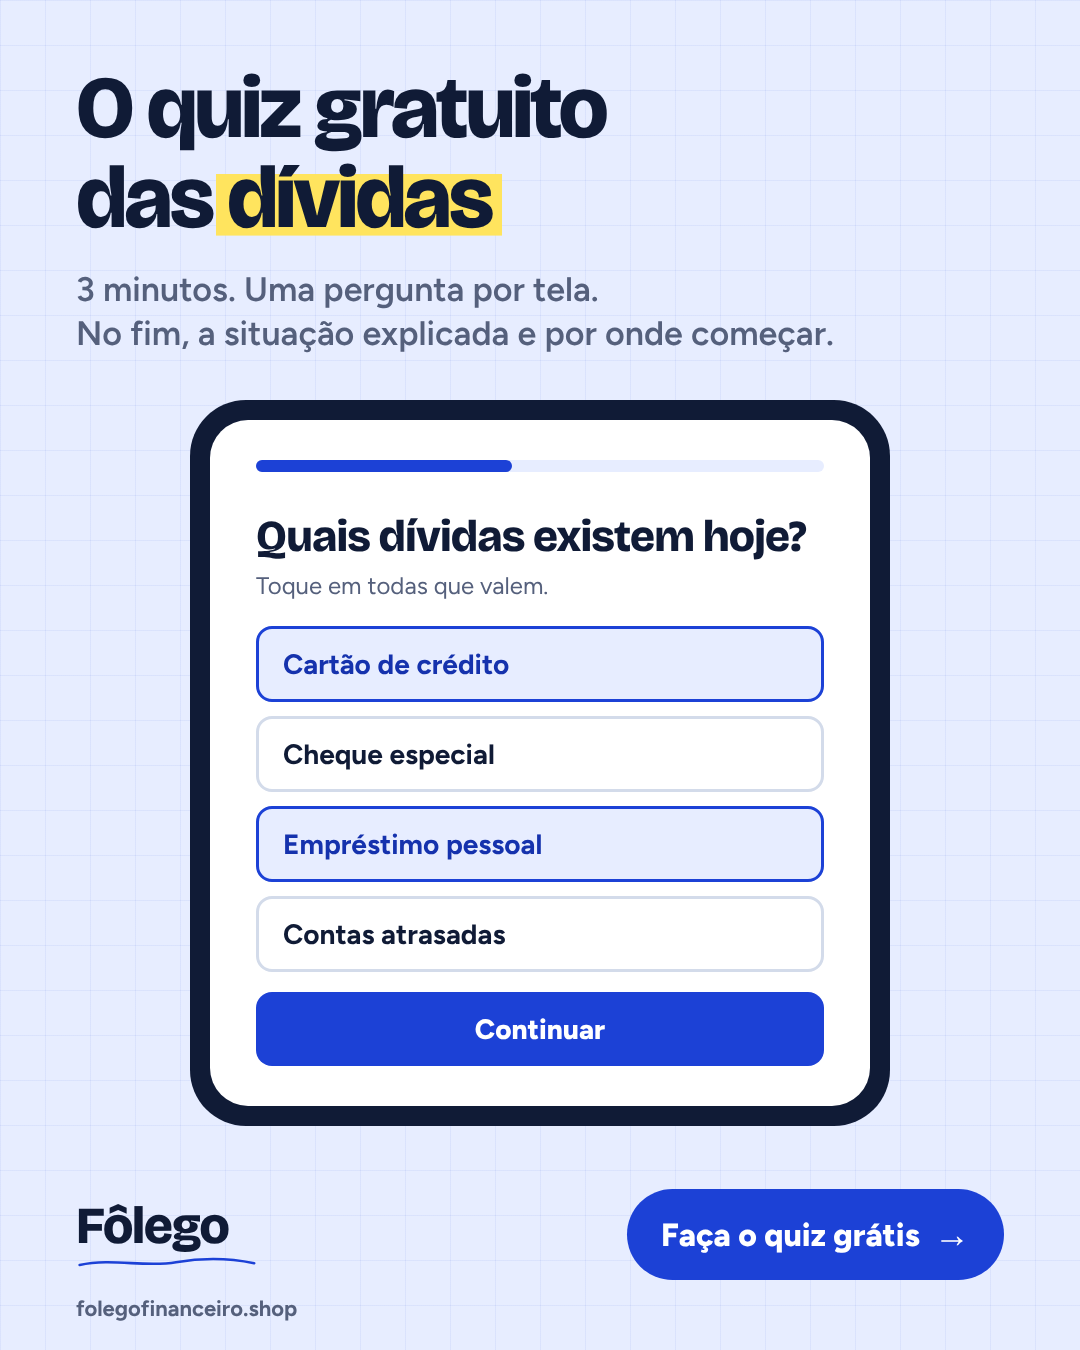 O quiz gratuito
das dívidas
3 minutos. Uma pergunta por tela.
No fim, a situação explicada e por onde começar.
Quais dívidas existem hoje?
Toque em todas que valem.
Cartão de crédito
Cheque especial
Empréstimo pessoal
Contas atrasadas
Continuar
Fôlego
Faça o quiz grátis →
folegofinanceiro.shop